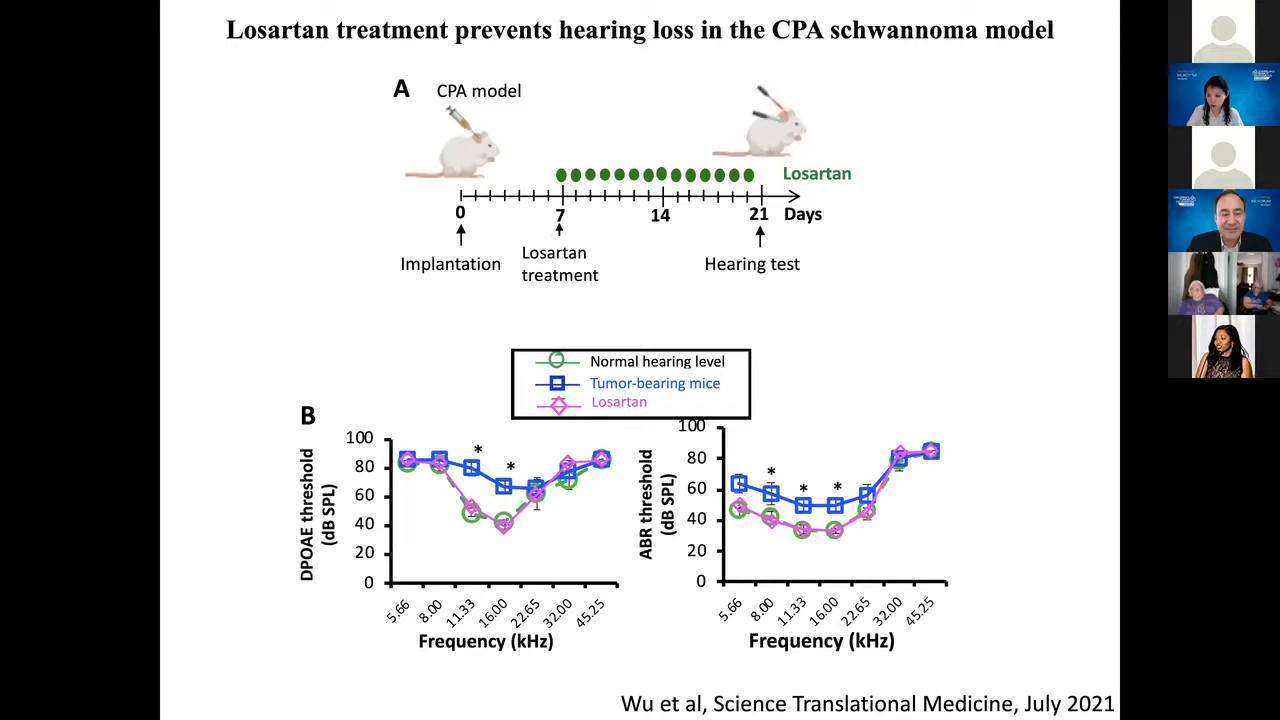 Losartan treatment prevents hearing loss in the CPA schwannoma model
A
CPA model
Losartan
0
7
14
21
Days
Implantation
Losartan
treatment
Hearing test
Normal hearing level
Tumor-bearing mice
Losartan
B
DPOAE threshold
(dB SPL)
100
80
60
40
20
0
5.66
8.00
11.33
16.00
22.65
32.00
45.25
*
*
Frequency (kHz)
ABR threshold
(dB SPL)
100
80
60
40
20
0
5.66
8.00
11.33
16.00
22.65
32.00
45.25
*
*
*
Frequency (kHz)
Wu et al, Science Translational Medicine, July 2021